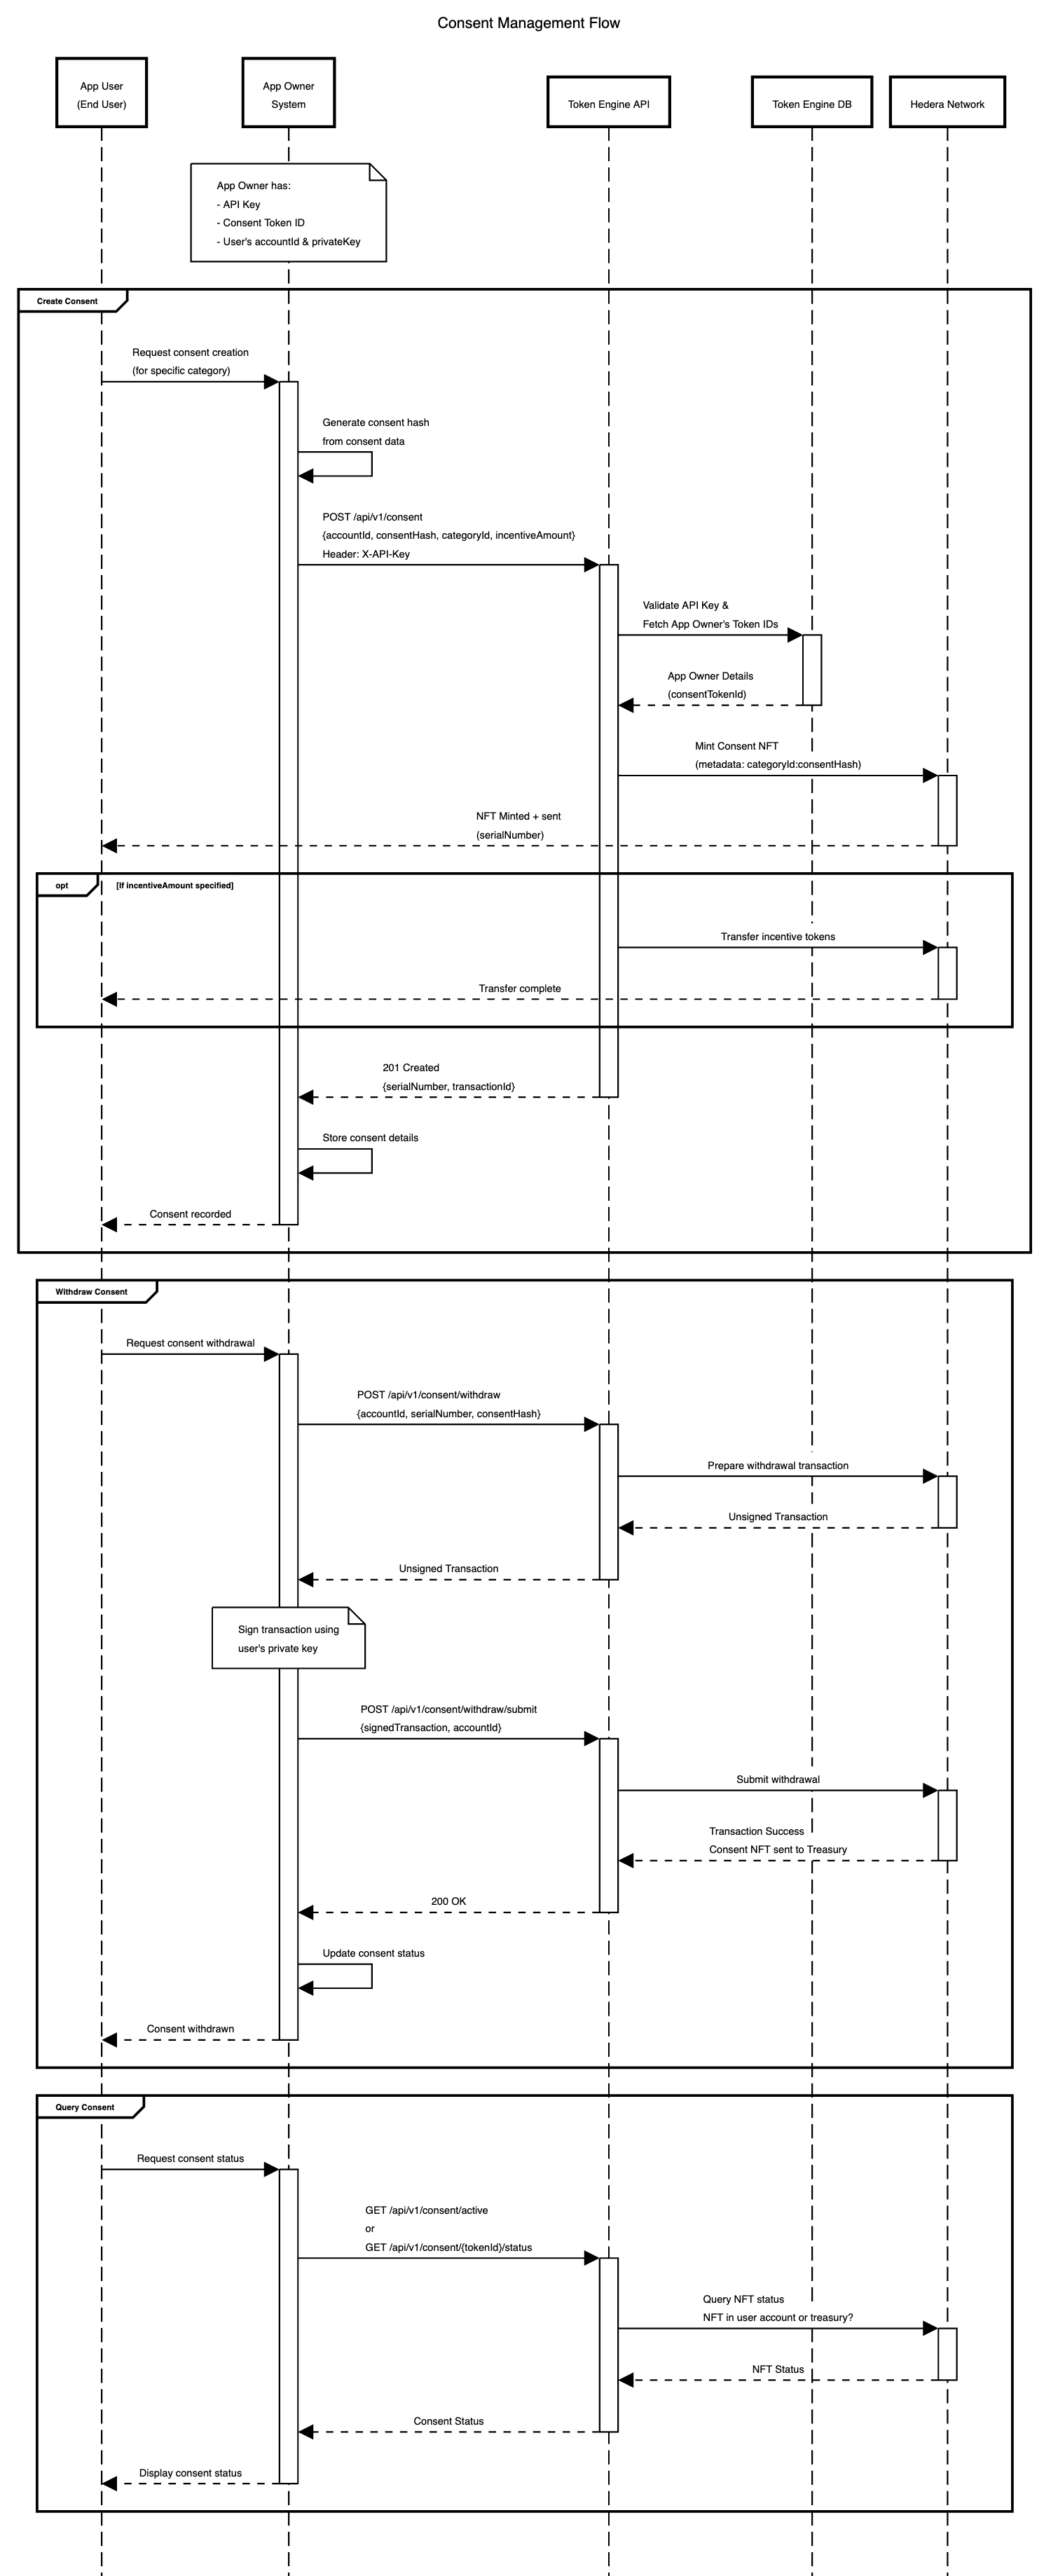 Consent Management Flow
App User
(End User)
App Owner
System
Token Engine API
Token Engine DB
Hedera Network
App Owner has:
- API Key
- Consent Token ID
- User's accountId & privateKey
Create Consent
Request consent creation
(for specific category)
Generate consent hash
from consent data
POST /api/v1/consent
{accountId, consentHash, categoryId, incentiveAmount}
Header: X-API-Key
Validate API Key &
Fetch App Owner's Token IDs
App Owner Details
(consentTokenId)
Mint Consent NFT
(metadata: categoryId:consentHash)
NFT Minted + sent
(serialNumber)
opt
[If incentiveAmount specified]
Transfer incentive tokens
Transfer complete
201 Created
{serialNumber, transactionId}
Store consent details
Consent recorded
Withdraw Consent
Request consent withdrawal
POST /api/v1/consent/withdraw
{accountId, serialNumber, consentHash}
Prepare withdrawal transaction
Unsigned Transaction
Unsigned Transaction
Sign transaction using
user's private key
POST /api/v1/consent/withdraw/submit
{signedTransaction, accountId}
Submit withdrawal
Transaction Success
Consent NFT sent to Treasury
200 OK
Update consent status
Consent withdrawn
Query Consent
Request consent status
GET /api/v1/consent/active
or
GET /api/v1/consent/{tokenId}/status
Query NFT status
NFT in user account or treasury?
NFT Status
Consent Status
Display consent status